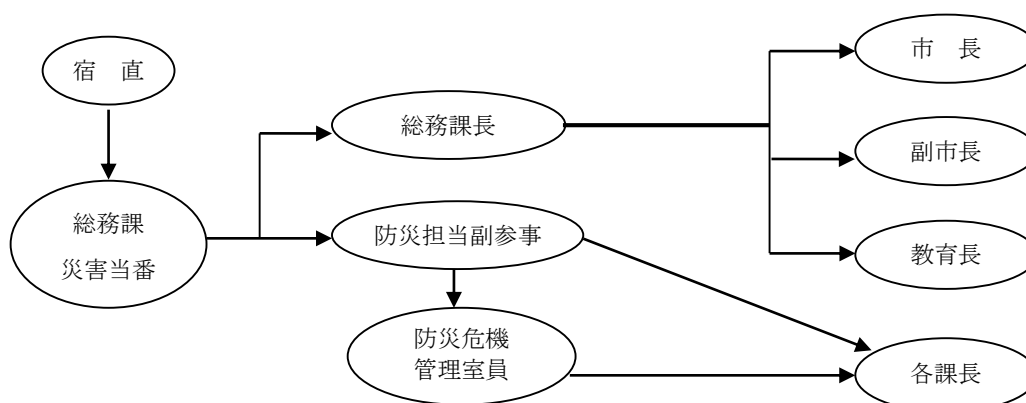 宿　直
総務課
災害当番
総務課長
防災担当副参事
防災危機
管理室員
市　長
副市長
教育長
各課長